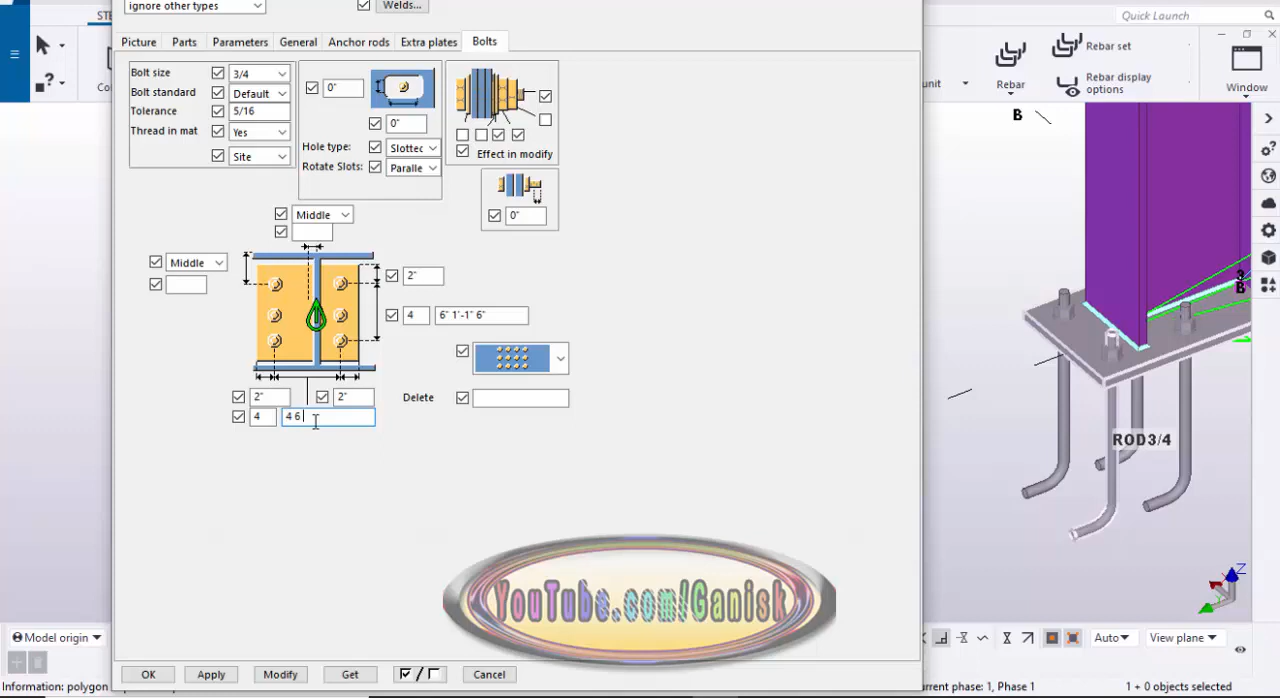 ignore other types
Welds...
STE
Quick Launch
Picture
Parts
Parameters
General
Anchor rods
Extra plates
Bolts
Bolt size
3/4
Bolt standard
Default
Tolerance
5/16
Thread in mat
Yes
Site
0"
0"
Hole type:
Slottec
Rotate Slots:
Paralle
Effect in modify
0"
Middle
Middle
2"
4
6" 1'-1" 6"
2"
2"
4
4 6
Delete
OK
Apply
Modify
Get
/
Cancel
YouTube.com/Ganisk
Co
unit
Rebar
Rebar set
Rebar display
options
Window
B
3
B
ROD3/4
Z
Model origin
Auto
View plane
Information: polygon
urrent phase: 1, Phase 1
1 + 0 objects selected